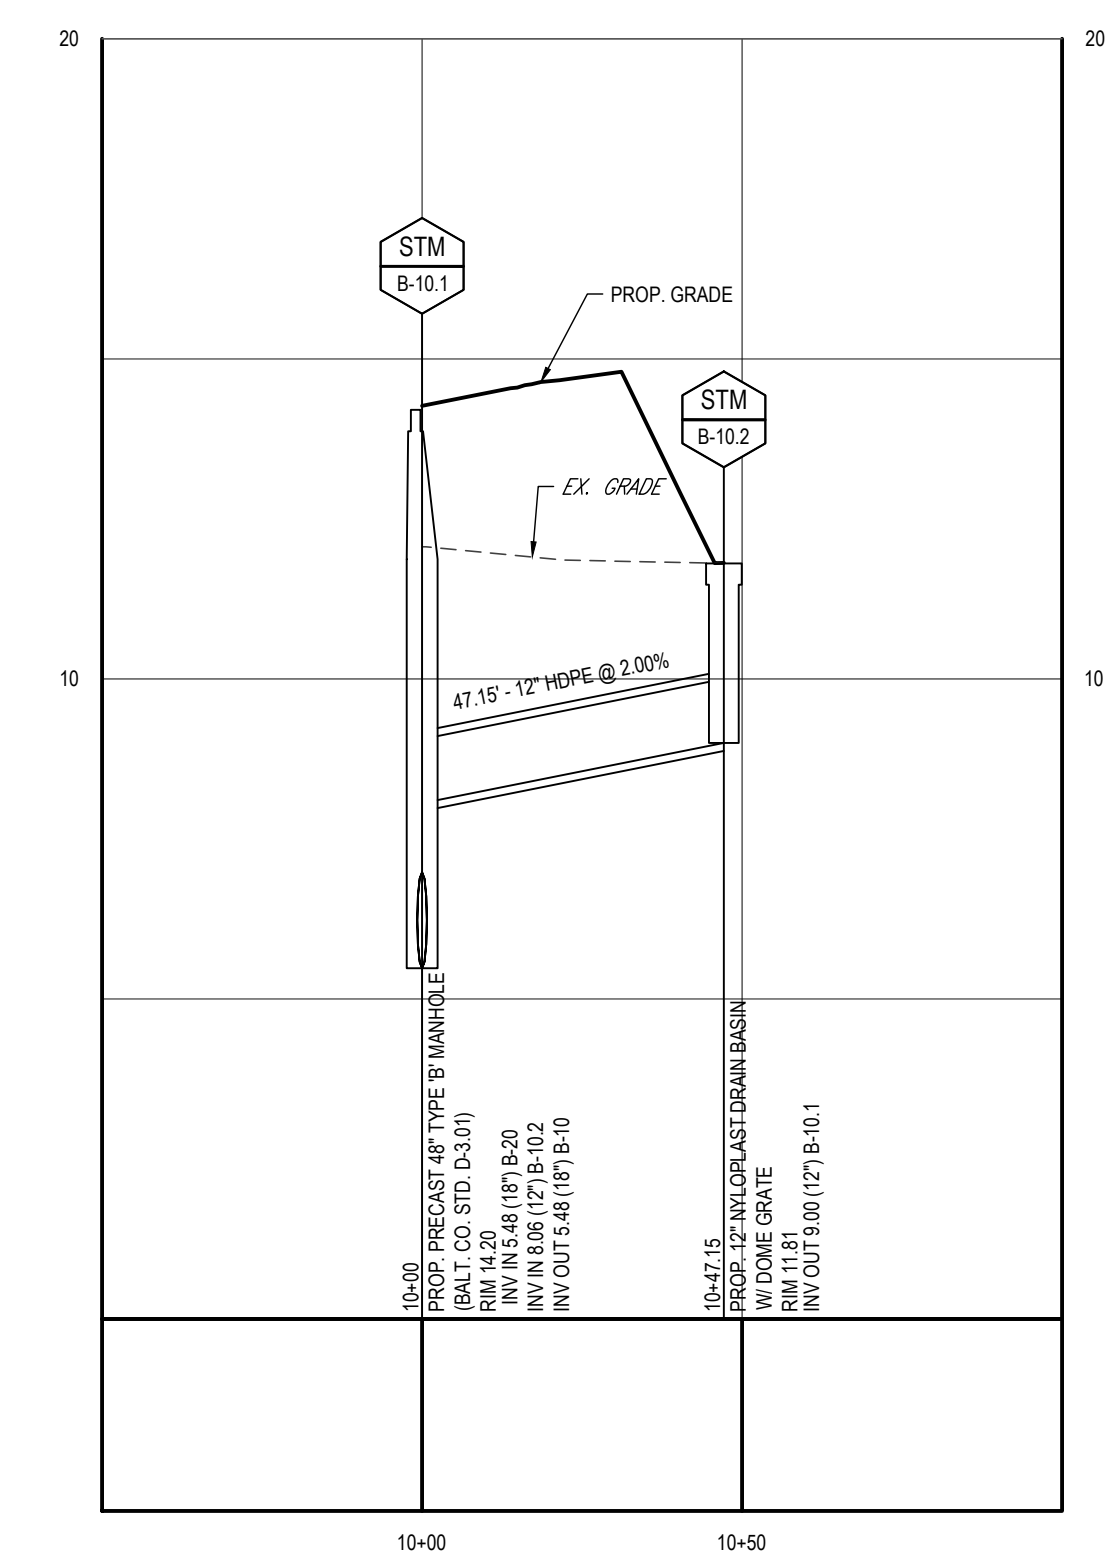 20
20
STM
B-10.1
PROP. GRADE
STM
B-10.2
EX. GRADE
47.15' - 12" HDPE @ 2.00%
10
10
10+00
PROP. PRECAST 48" TYPE 'B' MANHOLE
(BALT. CO. STD. D-3.01)
RIM 14.20
INV IN 5.48 (18") B-20
INV IN 8.06 (12") B-10.2
INV OUT 5.48 (18") B-10
10+47.15
PROP. 12" NYLOPLAST DRAIN BASIN
W/ DOME GRATE
RIM 11.81
INV OUT 9.00 (12") B-10.1
10+00
10+50